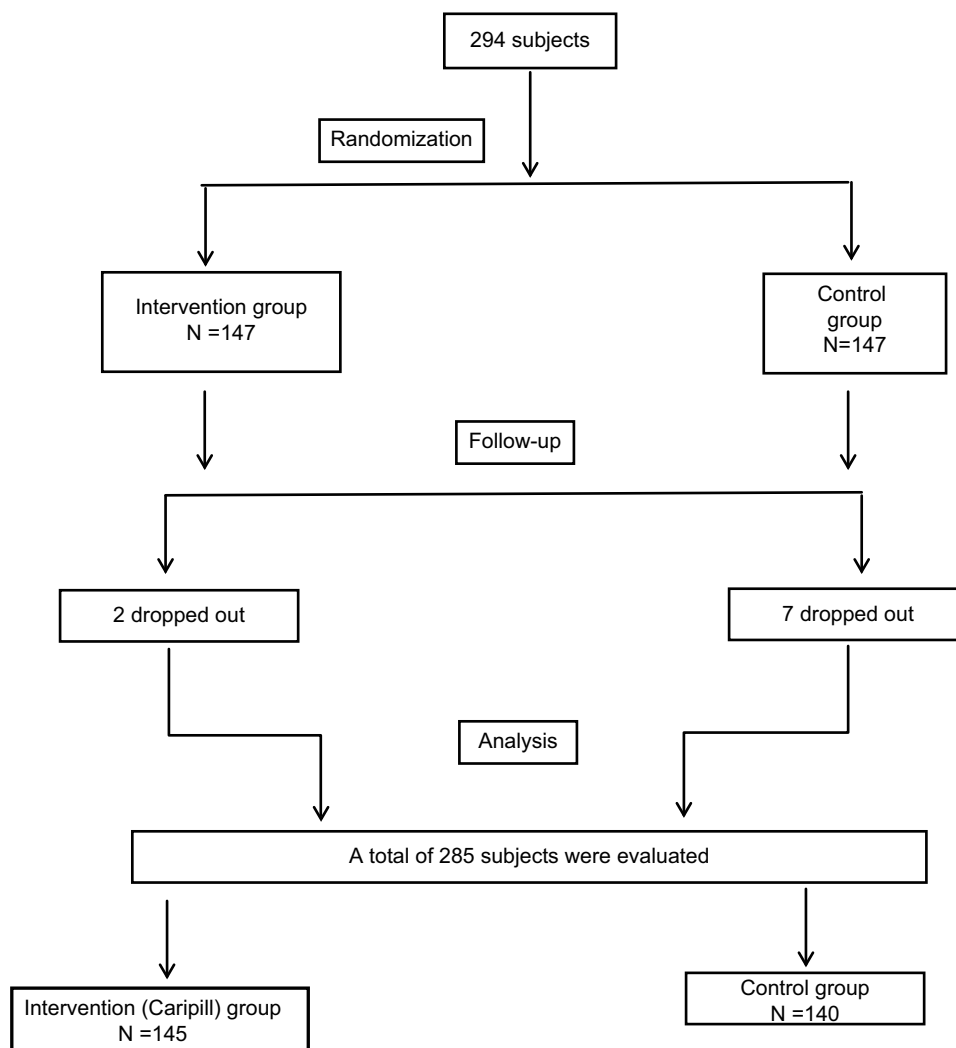 294 subjects
Randomization
Intervention group
N =147
Control
group
N=147
Follow-up
2 dropped out
7 dropped out
Analysis
A total of 285 subjects were evaluated
Intervention (Caripill) group
N =145
Control group
N =140